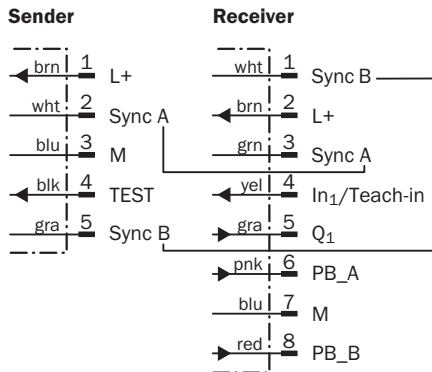 Sender
brn 1 L+
wht 2 Sync A
blu 3 M
blk 4 TEST
gra 5 Sync B
Receiver
wht 1 Sync B
brn 2 L+
grn 3 Sync A
yel 4 In1/Teach-in
gra 5 Q1
pnk 6 PB_A
blu 7 M
red 8 PB_B